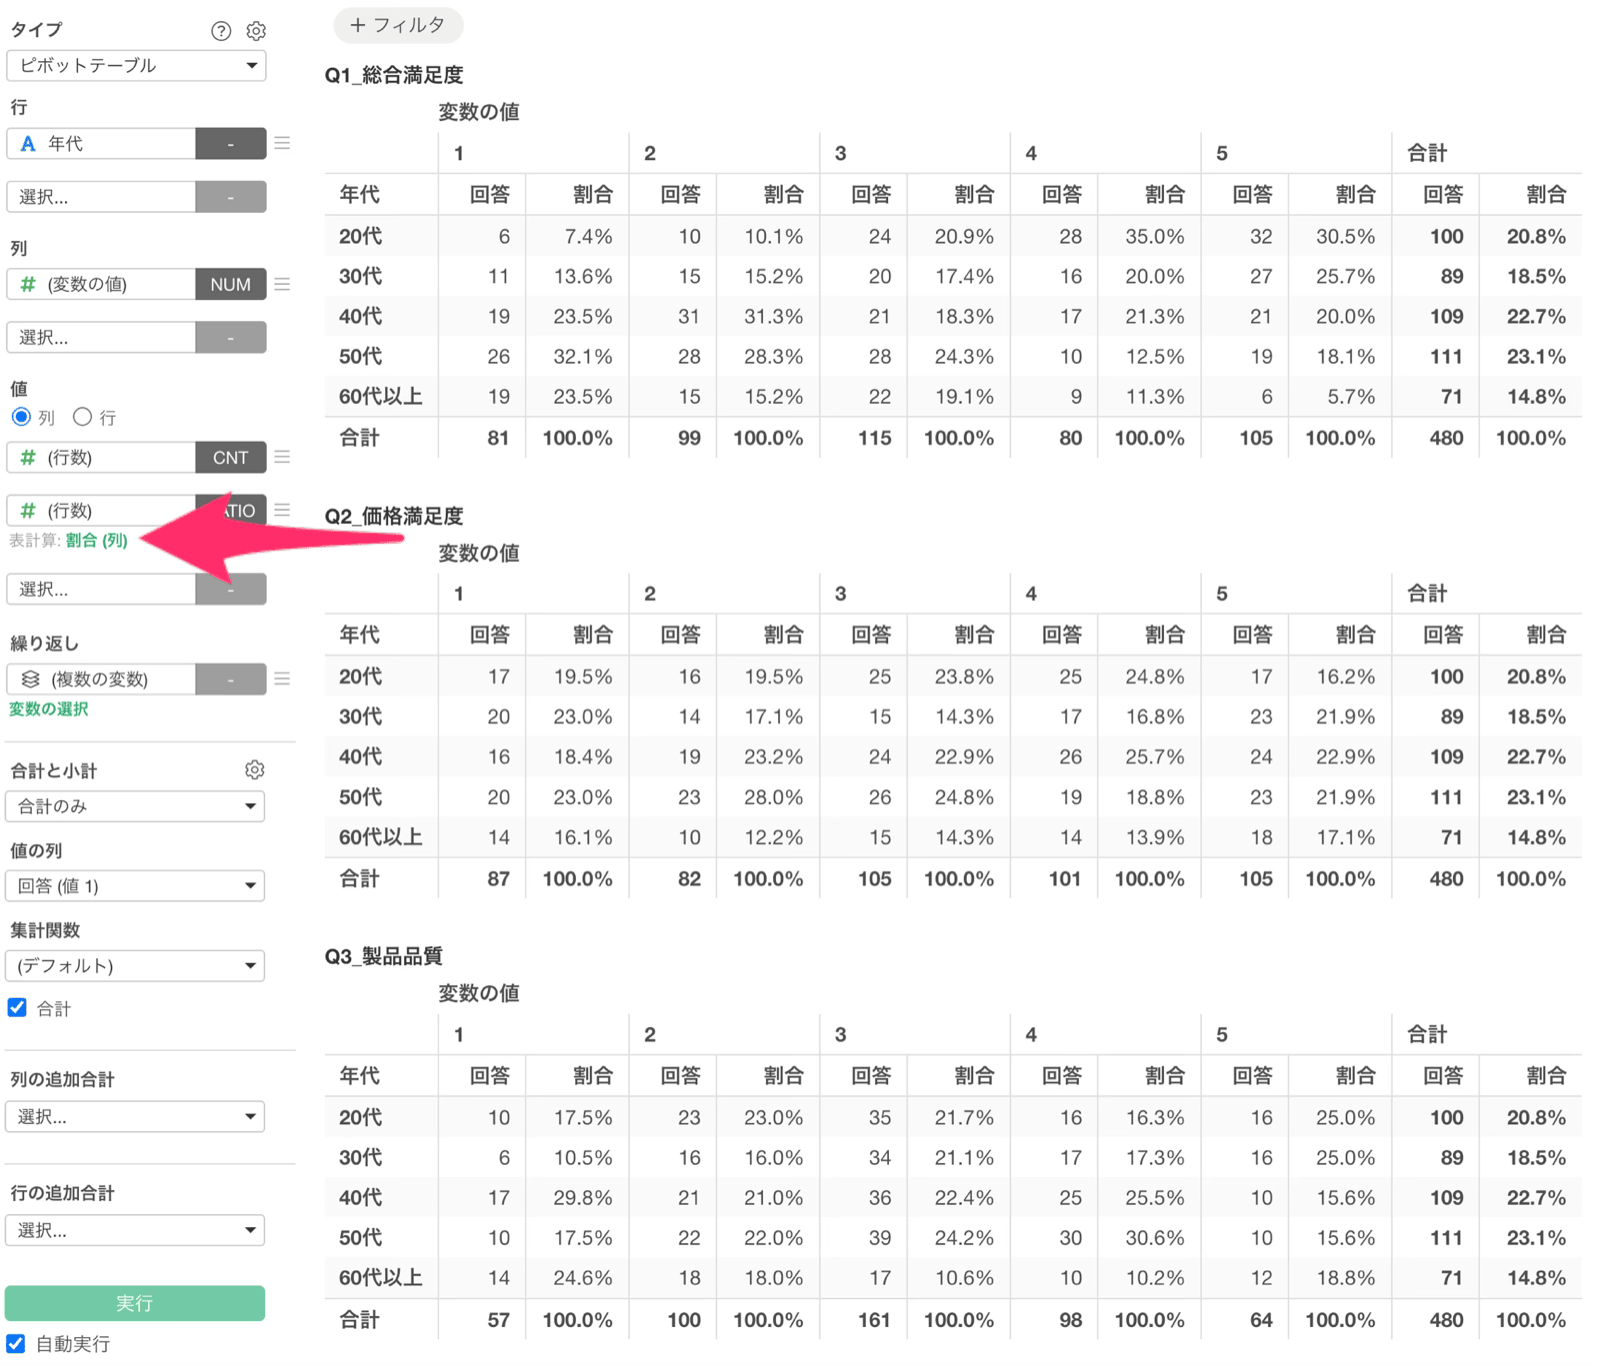 タイプ
ピボットテーブル
行
年代 -
選択... -
列
(変数の値) NUM
選択... -
値
列 行
(行数) CNT
(行数)
表計算: 割合 (列)
選択... -
繰り返し
(複数の変数) -
変数の選択
合計と小計
合計のみ
値の列
回答 (値 1)
集計関数
(デフォルト)
合計
列の追加合計
選択...
行の追加合計
選択...
実行
自動実行
+ フィルタ
Q1_総合満足度
変数の値
1 2 3 4 5 合計
年代 回答 割合 回答 割合 回答 割合 回答 割合 回答 割合 回答 割合
20代 6 7.4% 10 10.1% 24 20.9% 28 35.0% 32 30.5% 100 20.8%
30代 11 13.6% 15 15.2% 20 17.4% 16 20.0% 27 25.7% 89 18.5%
40代 19 23.5% 31 31.3% 21 18.3% 17 21.3% 21 20.0% 109 22.7%
50代 26 32.1% 28 28.3% 28 24.3% 10 12.5% 19 18.1% 111 23.1%
60代以上 19 23.5% 15 15.2% 22 19.1% 9 11.3% 6 5.7% 71 14.8%
合計 81 100.0% 99 100.0% 115 100.0% 80 100.0% 105 100.0% 480 100.0%
Q2_価格満足度
変数の値
1 2 3 4 5 合計
年代 回答 割合 回答 割合 回答 割合 回答 割合 回答 割合 回答 割合
20代 17 19.5% 16 19.5% 25 23.8% 25 24.8% 17 16.2% 100 20.8%
30代 20 23.0% 14 17.1% 15 14.3% 17 16.8% 23 21.9% 89 18.5%
40代 16 18.4% 19 23.2% 24 22.9% 26 25.7% 24 22.9% 109 22.7%
50代 20 23.0% 23 28.0% 26 24.8% 19 18.8% 23 21.9% 111 23.1%
60代以上 14 16.1% 10 12.2% 15 14.3% 14 13.9% 18 17.1% 71 14.8%
合計 87 100.0% 82 100.0% 105 100.0% 101 100.0% 105 100.0% 480 100.0%
Q3_製品品質
変数の値
1 2 3 4 5 合計
年代 回答 割合 回答 割合 回答 割合 回答 割合 回答 割合 回答 割合
20代 10 17.5% 23 23.0% 35 21.7% 16 16.3% 16 25.0% 100 20.8%
30代 6 10.5% 16 16.0% 34 21.1% 17 17.3% 16 25.0% 89 18.5%
40代 17 29.8% 21 21.0% 36 22.4% 25 25.5% 10 15.6% 109 22.7%
50代 10 17.5% 22 22.0% 39 24.2% 30 30.6% 10 15.6% 111 23.1%
60代以上 14 24.6% 18 18.0% 17 10.6% 10 10.2% 12 18.8% 71 14.8%
合計 57 100.0% 100 100.0% 161 100.0% 98 100.0% 64 100.0% 480 100.0%